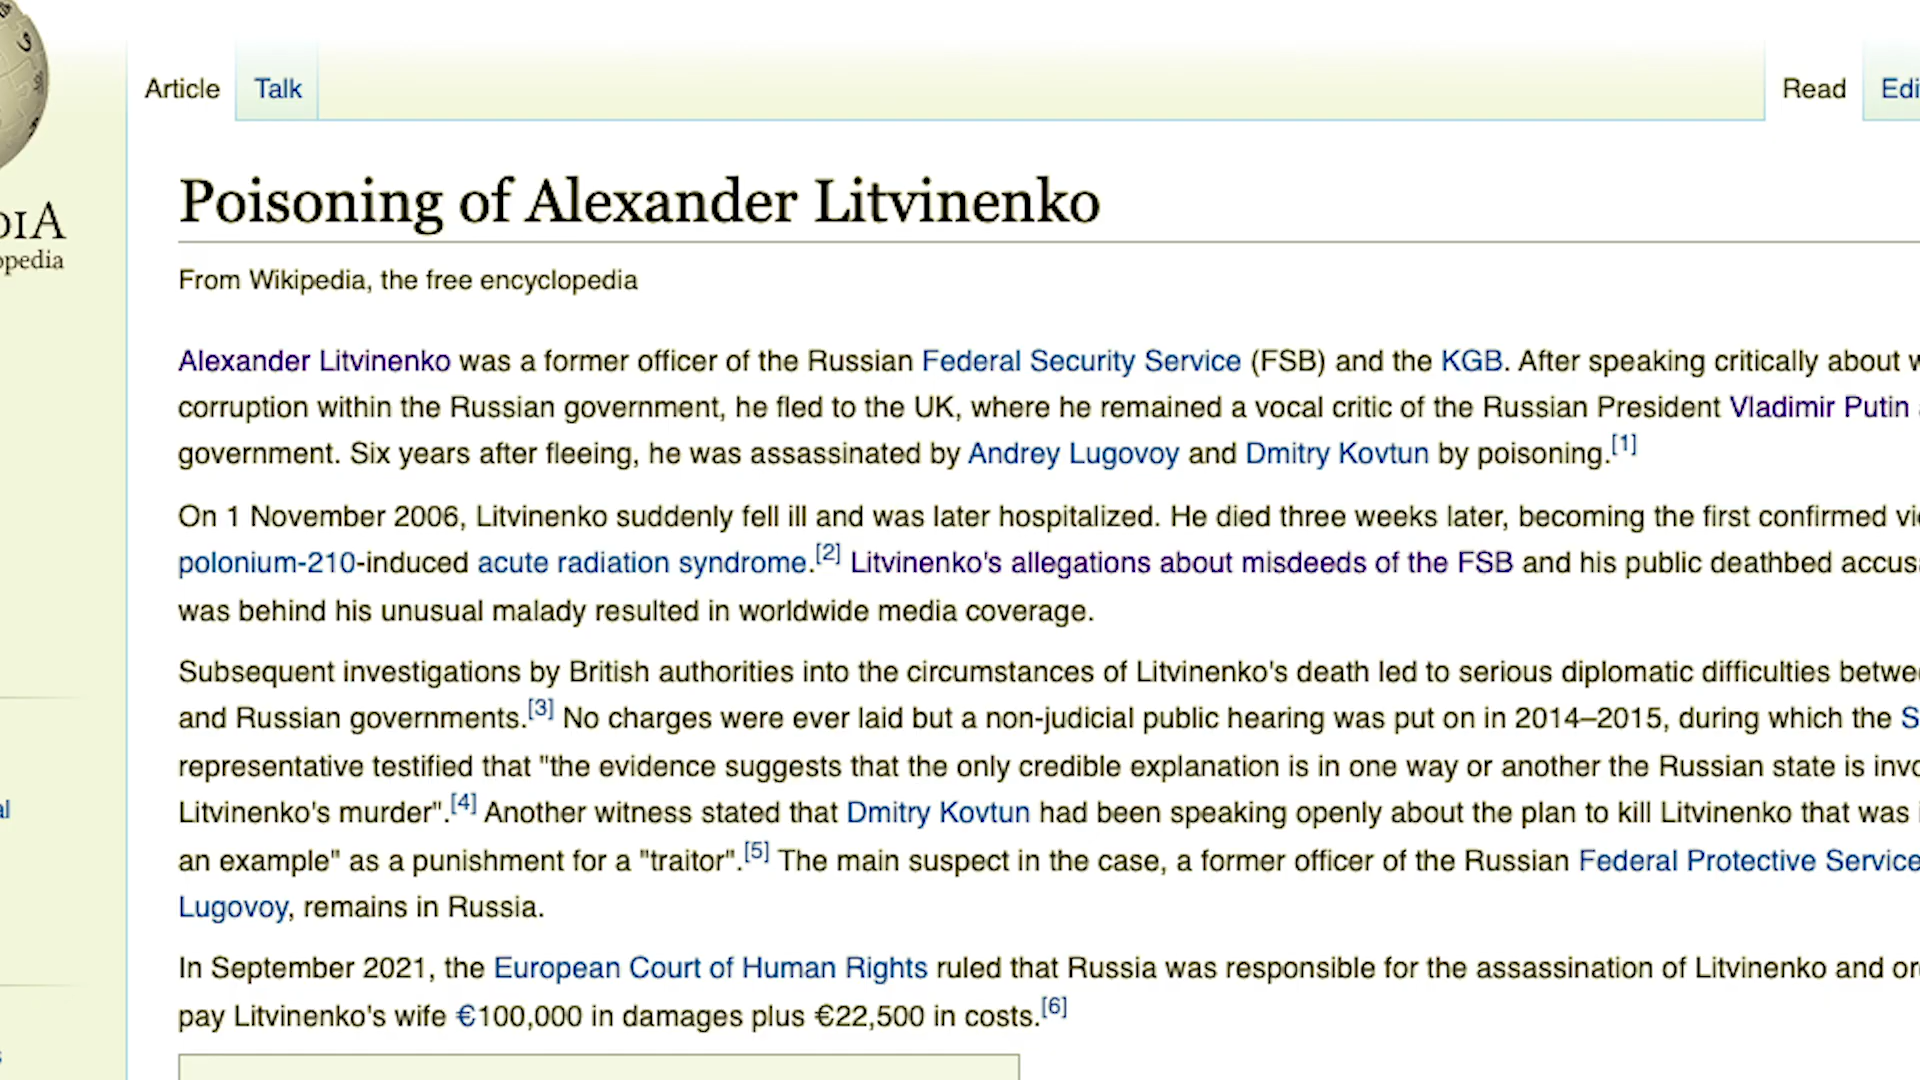 Article Talk Read
DIA
opedia
Poisoning of Alexander Litvinenko
From Wikipedia, the free encyclopedia
Alexander Litvinenko was a former officer of the Russian Federal Security Service (FSB) and the KGB. After speaking critically about
corruption within the Russian government, he fled to the UK, where he remained a vocal critic of the Russian President Vladimir Putin
government. Six years after fleeing, he was assassinated by Andrey Lugovoy and Dmitry Kovtun by poisoning.[1]
On 1 November 2006, Litvinenko suddenly fell ill and was later hospitalized. He died three weeks later, becoming the first confirmed
polonium-210-induced acute radiation syndrome.[2] Litvinenko's allegations about misdeeds of the FSB and his public deathbed
was behind his unusual malady resulted in worldwide media coverage.
Subsequent investigations by British authorities into the circumstances of Litvinenko's death led to serious diplomatic difficulties
and Russian governments.[3] No charges were ever laid but a non-judicial public hearing was put on in 2014–2015, during which the
representative testified that "the evidence suggests that the only credible explanation is in one way or another the Russian state is
Litvinenko's murder".[4] Another witness stated that Dmitry Kovtun had been speaking openly about the plan to kill Litvinenko that was
an example" as a punishment for a "traitor".[5] The main suspect in the case, a former officer of the Russian Federal Protective Service
Lugovoy, remains in Russia.
In September 2021, the European Court of Human Rights ruled that Russia was responsible for the assassination of Litvinenko and
pay Litvinenko's wife €100,000 in damages plus €22,500 in costs.[6]